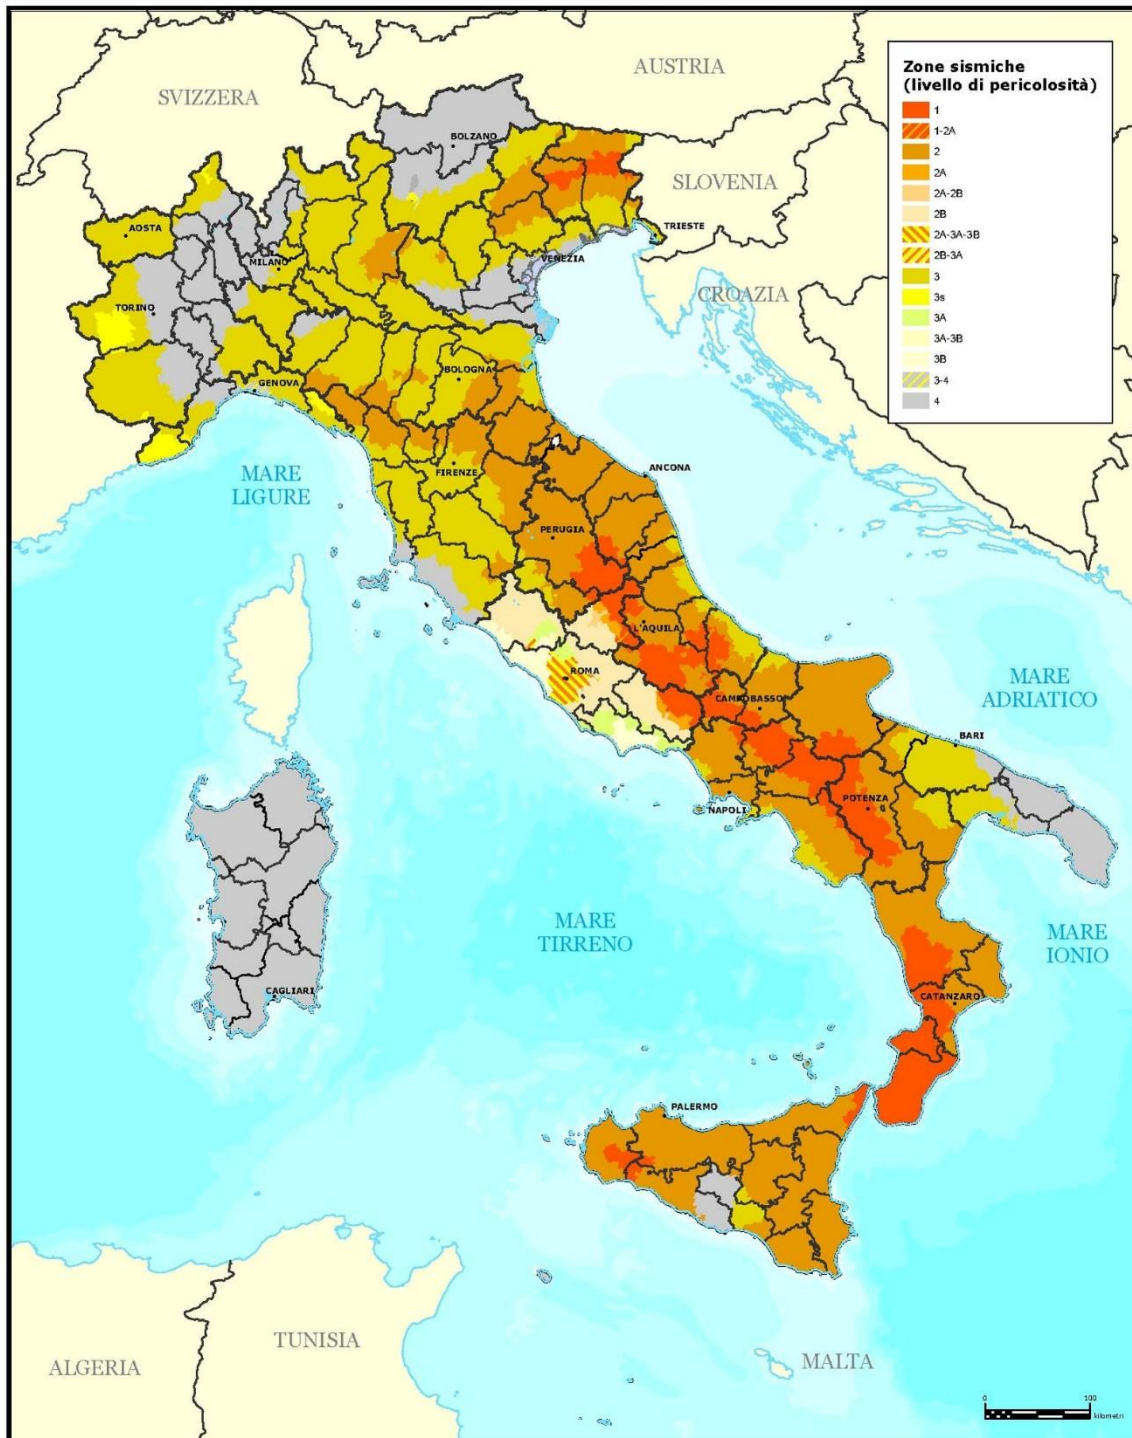 Zone sismiche
(livello di pericolosità)
1
1-2A
2
2A
2A-2B
2B
2A-3A-3B
2B-3A
3
3s
3A
3A-3B
3B
3-4
4
AUSTRIA
SVIZZERA
BOLZANO
SLOVENIA
AOSTA
TRIESTE
MILANO
VENEZIA
CROAZIA
TORINO
GENOVA
BOLOGNA
MARE
LIGURE
FIRENZE
ANCONA
PERUGIA
L'AQUILA
ROMA
CAMPOBASSO
MARE
ADRIATICO
BARI
NAPOLI
POTENZA
MARE
TIRRENO
MARE
IONIO
CAGLIARI
CATANZARO
PALERMO
TUNISIA
ALGERIA
MALTA
0
100
kilometri